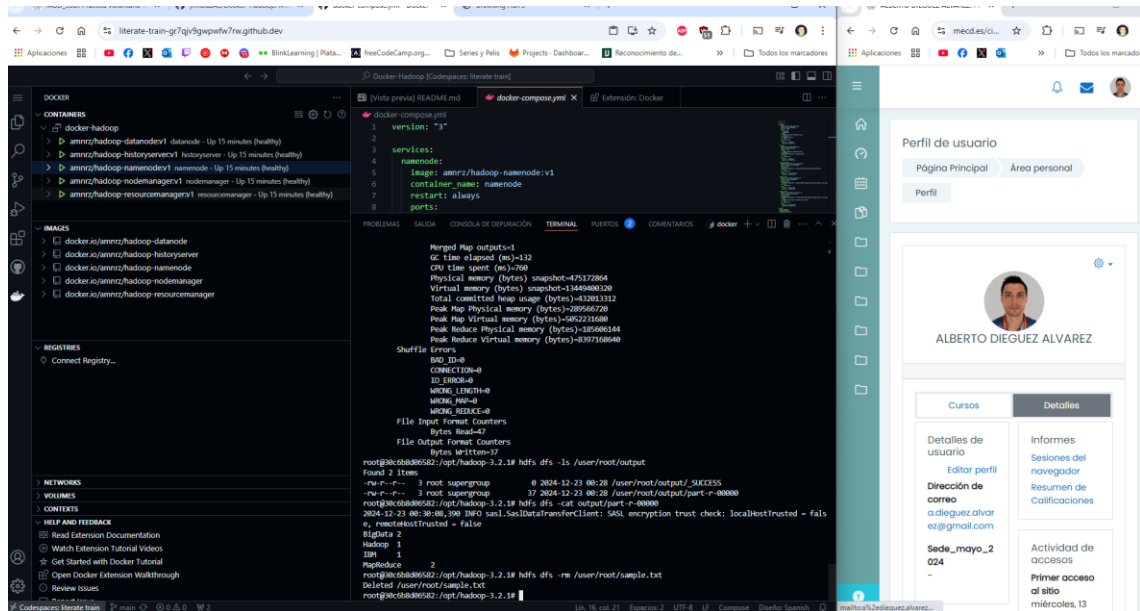 literate-train-gr7qjv9gwpwfw7rw.github.dev
Aplicaciones
BlinkLearning | Plata...
freeCodeCamp.org...
Series y Pelis
Projects - Dashboar...
Reconocimiento de...
»
Todos los marcadores
Docker-Hadoop [Codespaces: literate train]
DOCKER
CONTAINERS
docker-hadoop
amnrz/hadoop-datanode:v1 datanode - Up 15 minutes (healthy)
amnrz/hadoop-historyserver:v1 historyserver - Up 15 minutes (healthy)
amnrz/hadoop-namenode:v1 namenode - Up 15 minutes (healthy)
amnrz/hadoop-nodemanager:v1 nodemanager - Up 15 minutes (healthy)
amnrz/hadoop-resourcemanager:v1 resourcemanager - Up 15 minutes (healthy)
IMAGES
docker.io/amnrz/hadoop-datanode
docker.io/amnrz/hadoop-historyserver
docker.io/amnrz/hadoop-namenode
docker.io/amnrz/hadoop-nodemanager
docker.io/amnrz/hadoop-resourcemanager
REGISTRIES
Connect Registry...
NETWORKS
VOLUMES
CONTEXTS
HELP AND FEEDBACK
Read Extension Documentation
Watch Extension Tutorial Videos
Get Started with Docker Tutorial
Open Docker Extension Walkthrough
Review Issues
[Vista previa] README.md
docker-compose.yml
Extensión: Docker
docker-compose.yml
1 version: "3"
2
3 services:
4 namenode:
5 image: amnrz/hadoop-namenode:v1
6 container_name: namenode
7 restart: always
8 ports:
PROBLEMAS SALIDA CONSOLA DE DEPURACIÓN TERMINAL PUERTOS 2 COMENTARIOS docker
Merged Map outputs=1
GC time elapsed (ms)=132
CPU time spent (ms)=760
Physical memory (bytes) snapshot=475172864
Virtual memory (bytes) snapshot=13449400320
Total committed heap usage (bytes)=432013312
Peak Map Physical memory (bytes)=289566720
Peak Map Virtual memory (bytes)=5052231680
Peak Reduce Physical memory (bytes)=185606144
Peak Reduce Virtual memory (bytes)=8397168640
Shuffle Errors
BAD_ID=0
CONNECTION=0
IO_ERROR=0
WRONG_LENGTH=0
WRONG_MAP=0
WRONG_REDUCE=0
File Input Format Counters
Bytes Read=47
File Output Format Counters
Bytes Written=37
root@30c6b8d06582:/opt/hadoop-3.2.1# hdfs dfs -ls /user/root/output
Found 2 items
-rw-r--r-- 3 root supergroup 0 2024-12-23 00:28 /user/root/output/_SUCCESS
-rw-r--r-- 3 root supergroup 37 2024-12-23 00:28 /user/root/output/part-r-00000
root@30c6b8d06582:/opt/hadoop-3.2.1# hdfs dfs -cat output/part-r-00000
2024-12-23 00:30:08,390 INFO sasl.SaslDataTransferClient: SASL encryption trust check: localHostTrusted = fals
e, remoteHostTrusted = false
BigData 2
Hadoop 1
IBM 1
MapReduce 2
root@30c6b8d06582:/opt/hadoop-3.2.1# hdfs dfs -rm /user/root/sample.txt
Deleted /user/root/sample.txt
root@30c6b8d06582:/opt/hadoop-3.2.1#
Codespaces: literate train main 0 0 2
Lín. 16, col. 21 Espacios: 2 UTF-8 LF Compose Diseño: Spanish
mecd.es/ci...
Aplicaciones
»
Todos los marcado
Perfil de usuario
Página Principal
Área personal
Perfil
ALBERTO DIEGUEZ ALVAREZ
Cursos
Detalles
Detalles de
usuario
Editar perfil
Dirección de
correo
a.dieguez.alvar
ez@gmail.com
Sede_mayo_2
024
-
Informes
Sesiones del
navegador
Resumen de
Calificaciones
Actividad de
accesos
Primer acceso
al sitio
miércoles, 13
mailto:a%2edieguez.alvarez...